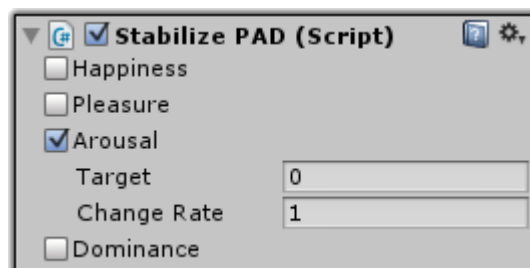 Stabilize PAD (Script)
Happiness
Pleasure
Arousal
Target 0
Change Rate 1
Dominance